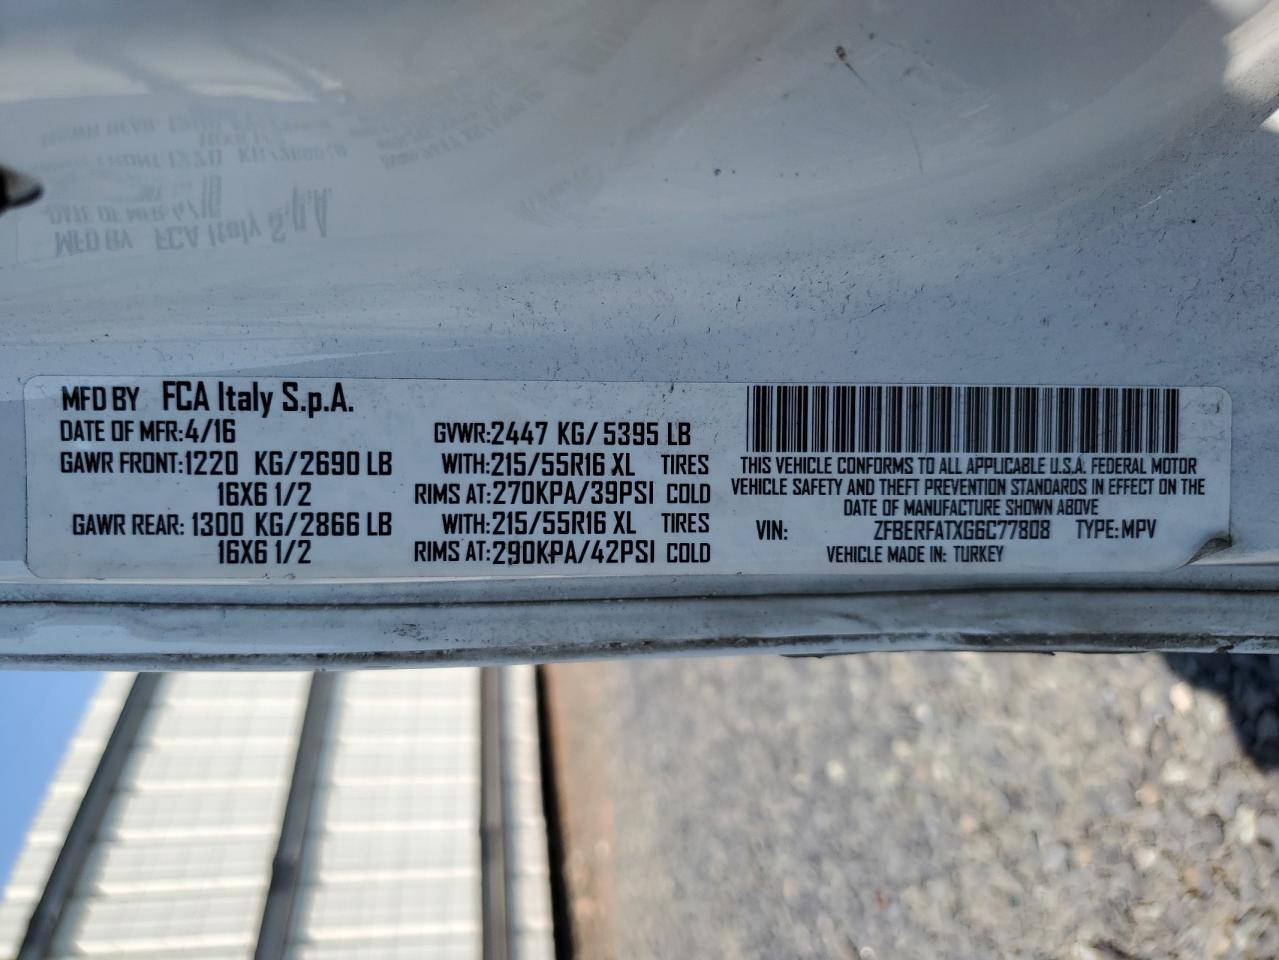 MFD BY FCA Italy S.p.A.
DATE OF MFR:4/16 GVWR:2447 KG/5395 LB
GAWR FRONT:1220 KG/2690 LB WITH:215/55R16 XL TIRES
16X6 1/2 RIMS AT:270KPA/39PSI COLD
GAWR REAR:1300 KG/2866 LB WITH:215/55R16 XL TIRES
16X6 1/2 RIMS AT:290KPA/42PSI COLD
THIS VEHICLE CONFORMS TO ALL APPLICABLE U.S.A. FEDERAL MOTOR
VEHICLE SAFETY AND THEFT PREVENTION STANDARDS IN EFFECT ON THE
DATE OF MANUFACTURE SHOWN ABOVE
VIN: ZFBERFATXG6C77808 TYPE:MPV
VEHICLE MADE IN: TURKEY